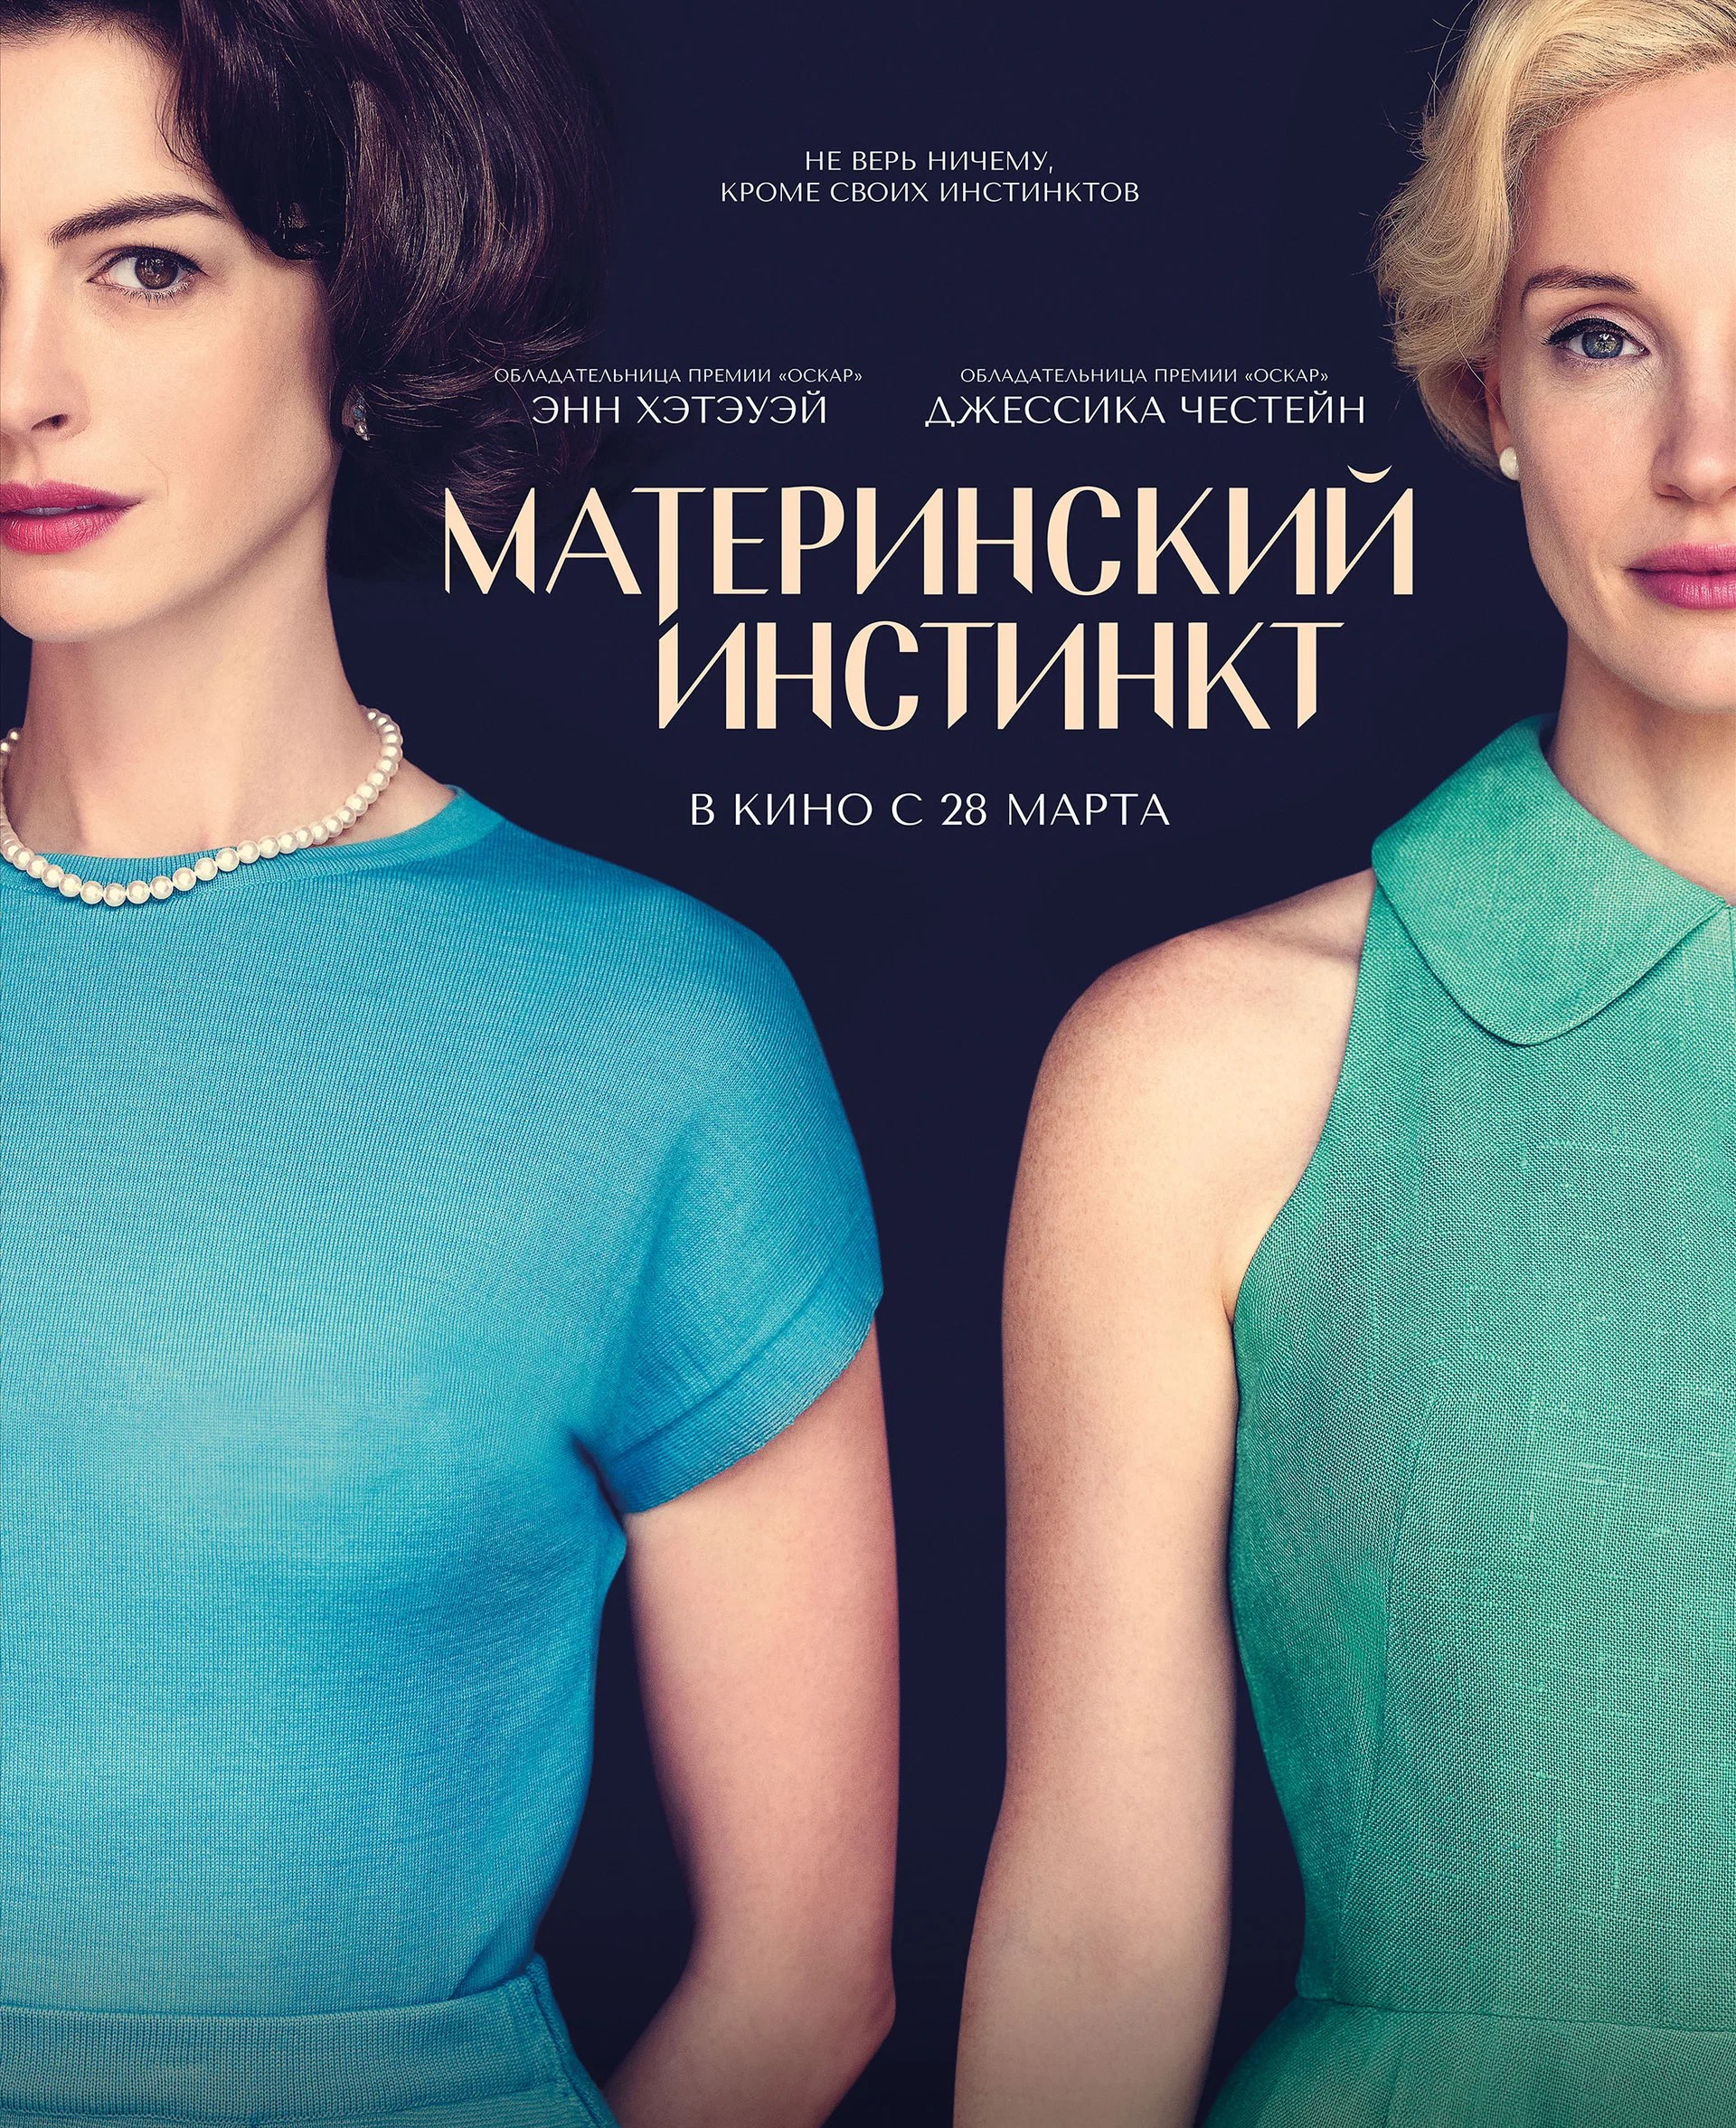 НЕ ВЕРЬ НИЧЕМУ,
КРОМЕ СВОИХ ИНСТИНКТОВ
ОБЛАДАТЕЛЬНИЦА ПРЕМИИ «ОСКАР»
ЭНН ХЭТЭУЭЙ
ОБЛАДАТЕЛЬНИЦА ПРЕМИИ «ОСКАР»
ДЖЕССИКА ЧЕСТЕЙН
МАТЕРИНСКИЙ
ИНСТИНКТ
В КИНО С 28 МАРТА